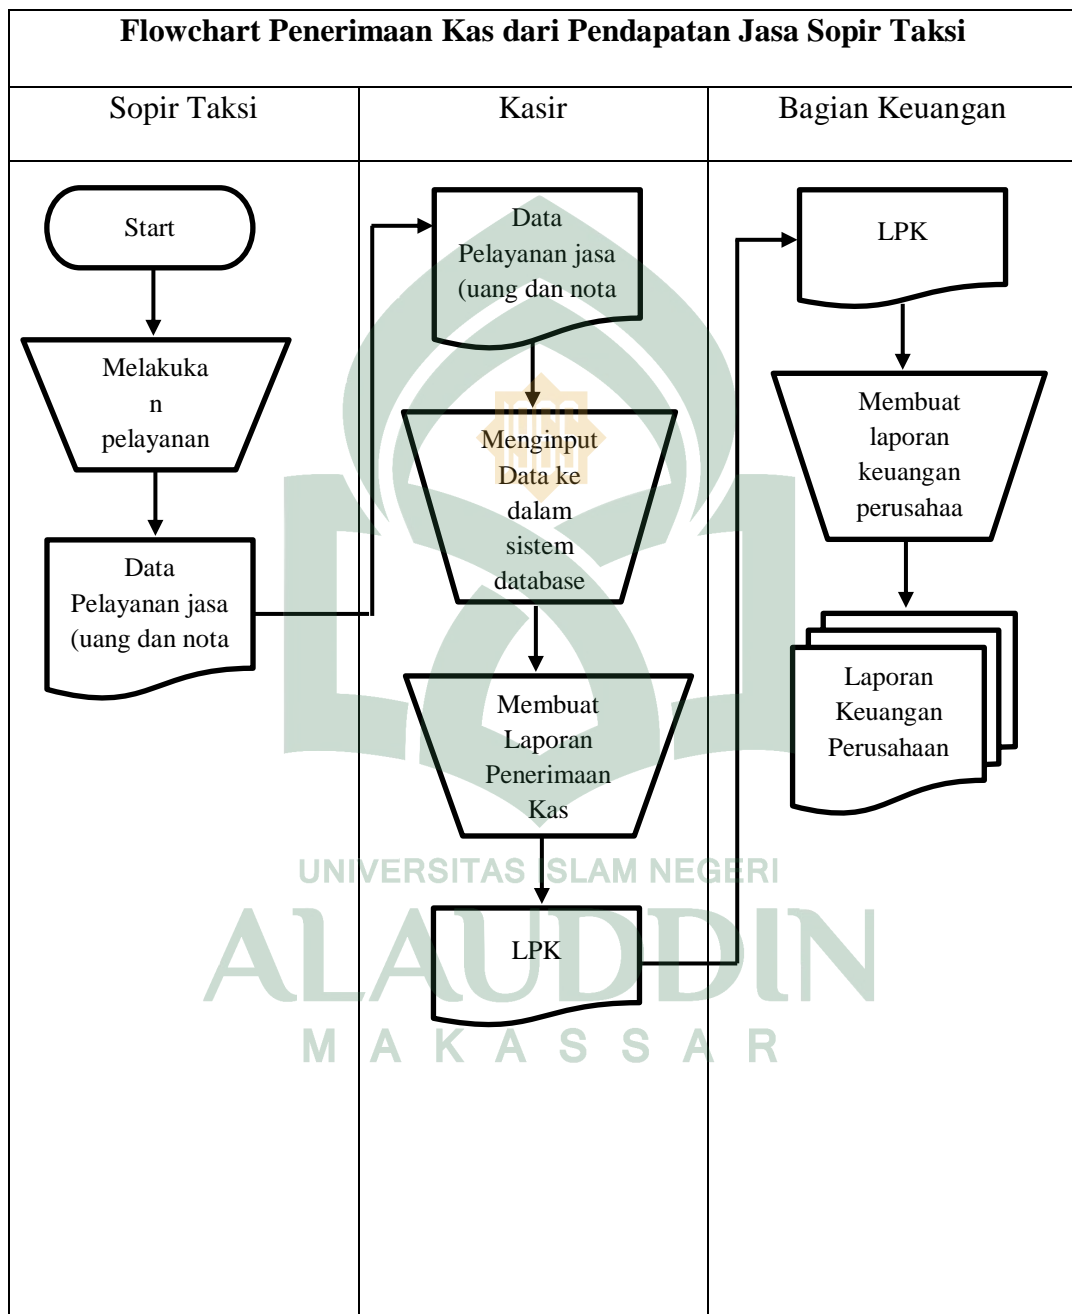 Flowchart Penerimaan Kas dari Pendapatan Jasa Sopir Taksi
Sopir Taksi
Kasir
Bagian Keuangan
Start
Melakuka
n
pelayanan
Data
Pelayanan jasa
(uang dan nota
Data
Pelayanan jasa
(uang dan nota
Menginput
Data ke
dalam
sistem
database
Membuat
Laporan
Penerimaan
Kas
LPK
LPK
Membuat
laporan
keuangan
perusahaa
Laporan
Keuangan
Perusahaan
UNIVERSITAS ISLAM NEGERI
ALAUDDIN
MAKASSAR